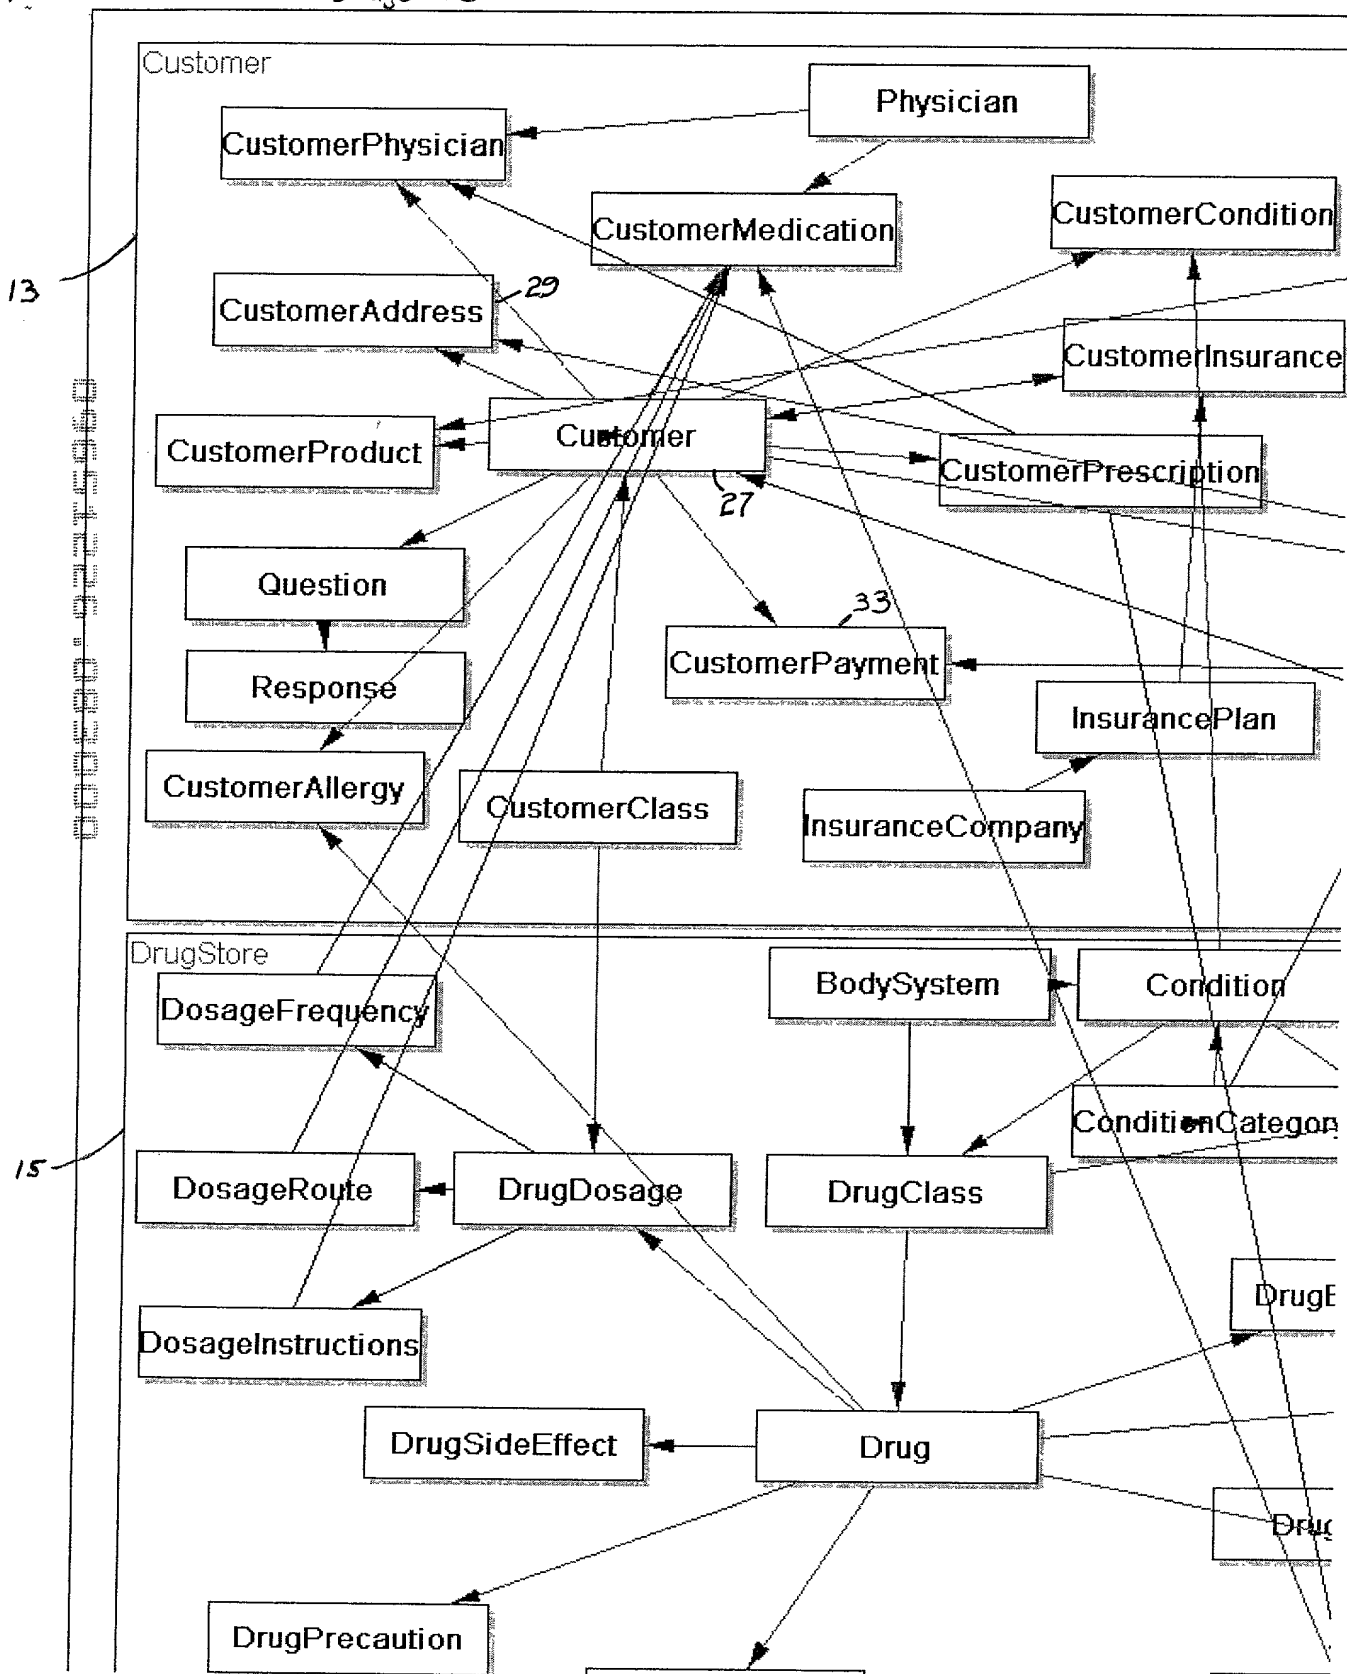 Customer
Physician
CustomerPhysician
CustomerCondition
CustomerMedication
13
29
CustomerAddress
CustomerInsurance
Customer
CustomerProduct
CustomerPrescription
27
Question
33
CustomerPayment
Response
InsurancePlan
CustomerAllergy
CustomerClass
InsuranceCompany
DrugStore
BodySystem
Condition
DosageFrequency
ConditionCategory
15
DosageRoute
DrugDosage
DrugClass
DosageInstructions
DrugSideEffect
Drug
DrugPrecaution